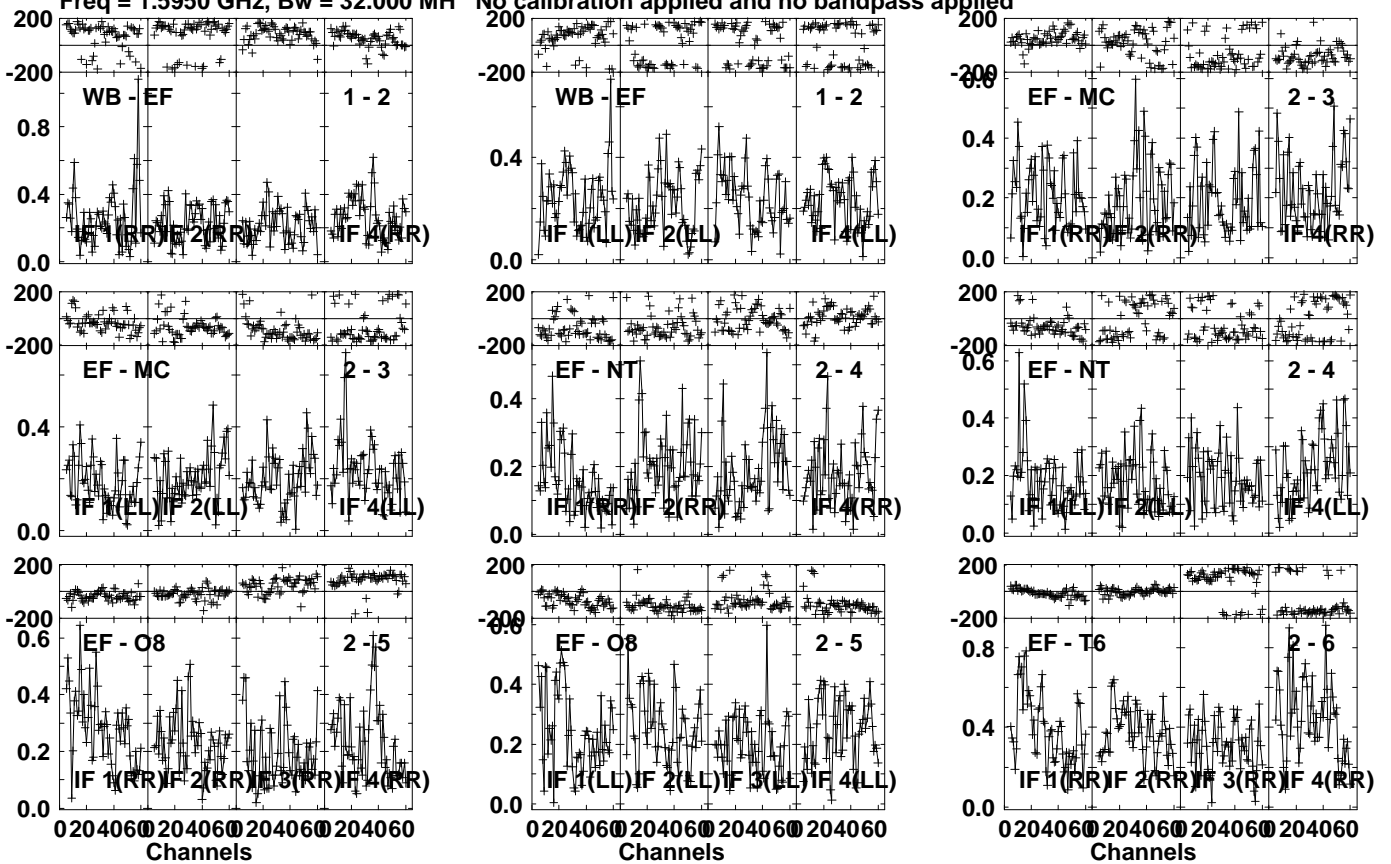 Freq = 1.5950 GHz, Bw = 32.000 MH No calibration applied and no bandpass applied
200
-200
WB - EF 1 - 2
0.8
0.4
0.0
IF 1(RR) IF 2(RR) IF 4(RR)
200
-200
WB - EF 1 - 2
0.4
0.0
IF 1(LL) IF 2(LL) IF 4(LL)
200
-200
0.6
EF - MC 2 - 3
0.4
0.2
0.0
IF 1(RR) IF 2(RR) IF 4(RR)
200
-200
EF - MC 2 - 3
0.4
0.0
IF 1(LL) IF 2(LL) IF 4(LL)
200
-200
EF - NT 2 - 4
0.4
0.2
0.0
IF 1(RR) IF 2(RR) IF 4(RR)
200
-200
0.6
EF - NT 2 - 4
0.4
0.2
0.0
IF 1(LL) IF 2(LL) IF 4(LL)
200
-200
0.6
EF - O8 2 - 5
0.4
0.2
0.0
IF 1(RR) IF 2(RR) IF 3(RR) IF 4(RR)
0 20 40 60 0 20 40 60 0 20 40 60 0 20 40 60
Channels
200
-200
0.6
EF - O8 2 - 5
0.4
0.2
0.0
IF 1(LL) IF 2(LL) IF 3(LL) IF 4(LL)
0 20 40 60 0 20 40 60 0 20 40 60 0 20 40 60
Channels
200
-200
EF - T6 2 - 6
0.8
0.4
0.0
IF 1(RR) IF 2(RR) IF 3(RR) IF 4(RR)
0 20 40 60 0 20 40 60 0 20 40 60 0 20 40 60
Channels